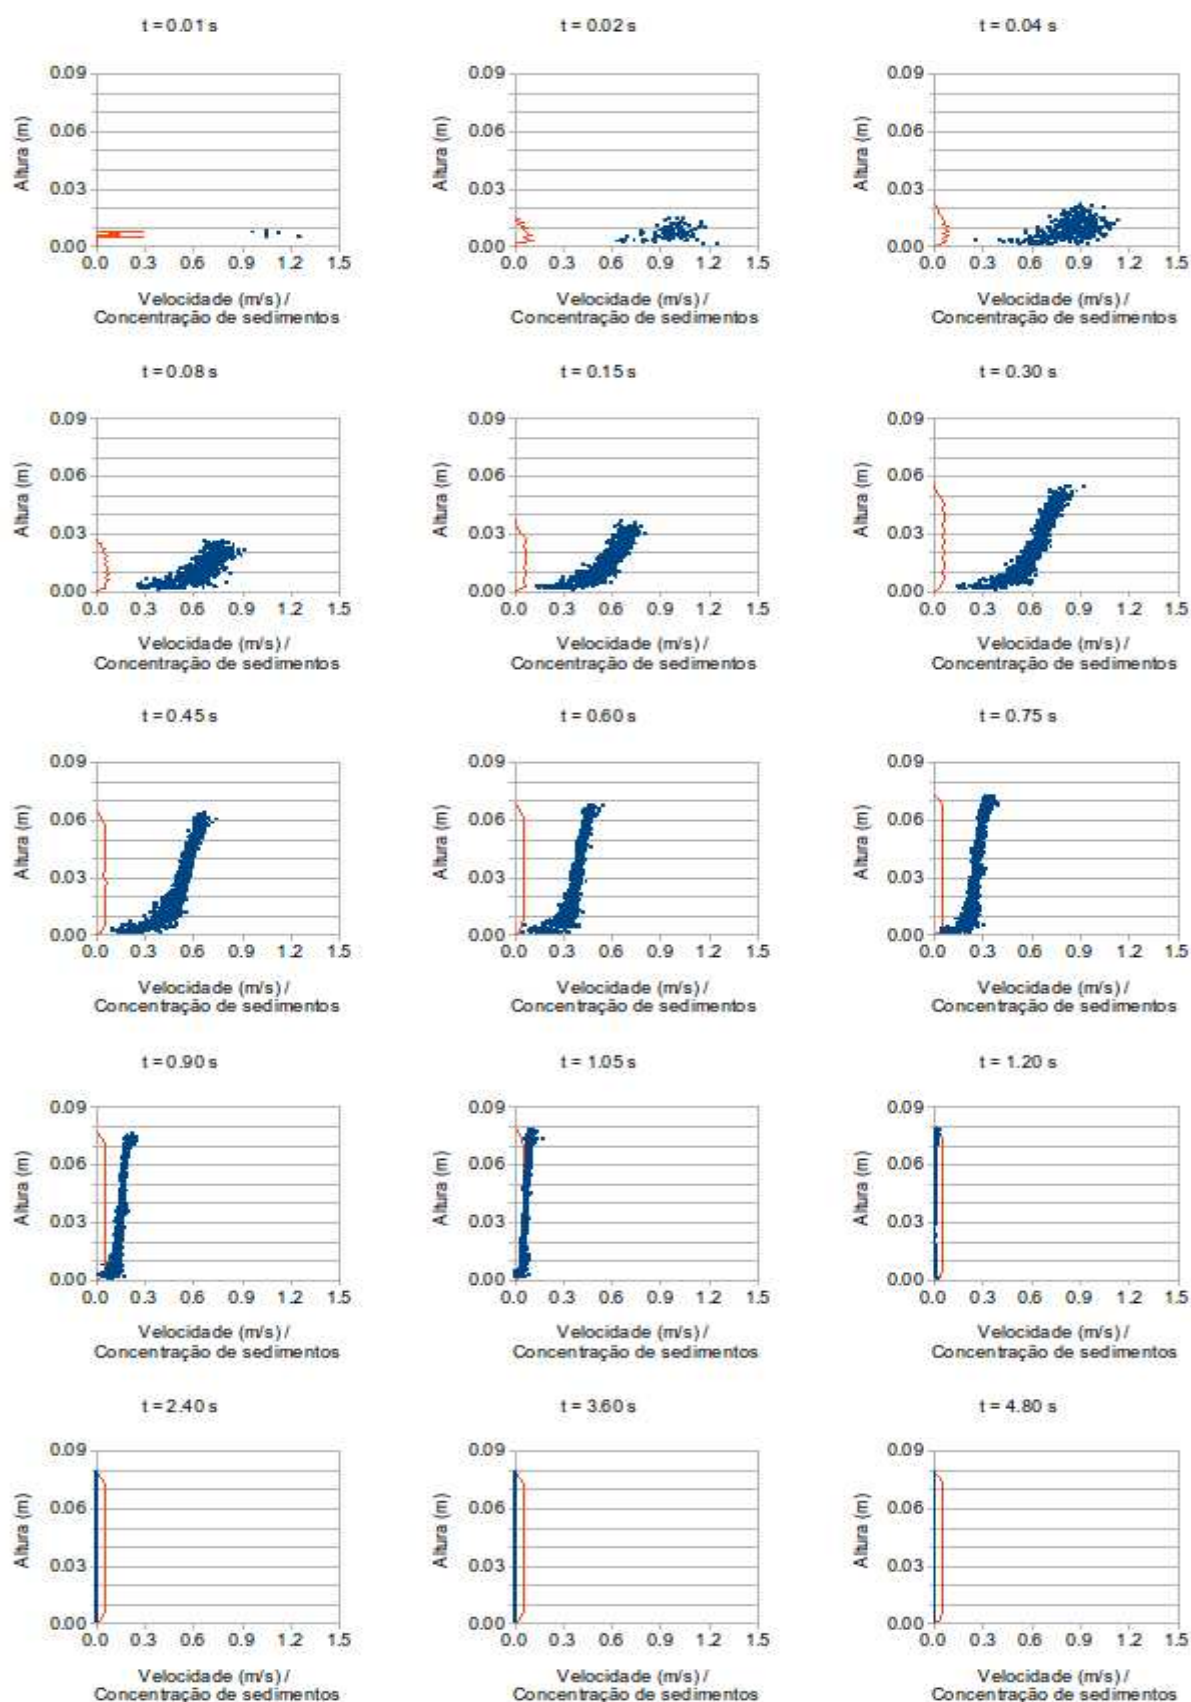 t = 0.01 s
t = 0.02 s
t = 0.04 s
0.09
0.06
0.03
0.00
Altura (m)
0.0 0.3 0.6 0.9 1.2 1.5
Velocidade (m/s) /
Concentração de sedimentos
0.09
0.06
0.03
0.00
Altura (m)
0.0 0.3 0.6 0.9 1.2 1.5
Velocidade (m/s) /
Concentração de sedimentos
0.09
0.06
0.03
0.00
Altura (m)
0.0 0.3 0.6 0.9 1.2 1.5
Velocidade (m/s) /
Concentração de sedimentos
t = 0.08 s
t = 0.15 s
t = 0.30 s
0.09
0.06
0.03
0.00
Altura (m)
0.0 0.3 0.6 0.9 1.2 1.5
Velocidade (m/s) /
Concentração de sedimentos
0.09
0.06
0.03
0.00
Altura (m)
0.0 0.3 0.6 0.9 1.2 1.5
Velocidade (m/s) /
Concentração de sedimentos
0.09
0.06
0.03
0.00
Altura (m)
0.0 0.3 0.6 0.9 1.2 1.5
Velocidade (m/s) /
Concentração de sedimentos
t = 0.45 s
t = 0.60 s
t = 0.75 s
0.09
0.06
0.03
0.00
Altura (m)
0.0 0.3 0.6 0.9 1.2 1.5
Velocidade (m/s) /
Concentração de sedimentos
0.09
0.06
0.03
0.00
Altura (m)
0.0 0.3 0.6 0.9 1.2 1.5
Velocidade (m/s) /
Concentração de sedimentos
0.09
0.06
0.03
0.00
Altura (m)
0.0 0.3 0.6 0.9 1.2 1.5
Velocidade (m/s) /
Concentração de sedimentos
t = 0.90 s
t = 1.05 s
t = 1.20 s
0.09
0.06
0.03
0.00
Altura (m)
0.0 0.3 0.6 0.9 1.2 1.5
Velocidade (m/s) /
Concentração de sedimentos
0.09
0.06
0.03
0.00
Altura (m)
0.0 0.3 0.6 0.9 1.2 1.5
Velocidade (m/s) /
Concentração de sedimentos
0.09
0.06
0.03
0.00
Altura (m)
0.0 0.3 0.6 0.9 1.2 1.5
Velocidade (m/s) /
Concentração de sedimentos
t = 2.40 s
t = 3.60 s
t = 4.80 s
0.09
0.06
0.03
0.00
Altura (m)
0.0 0.3 0.6 0.9 1.2 1.5
Velocidade (m/s) /
Concentração de sedimentos
0.09
0.06
0.03
0.00
Altura (m)
0.0 0.3 0.6 0.9 1.2 1.5
Velocidade (m/s) /
Concentração de sedimentos
0.09
0.06
0.03
0.00
Altura (m)
0.0 0.3 0.6 0.9 1.2 1.5
Velocidade (m/s) /
Concentração de sedimentos